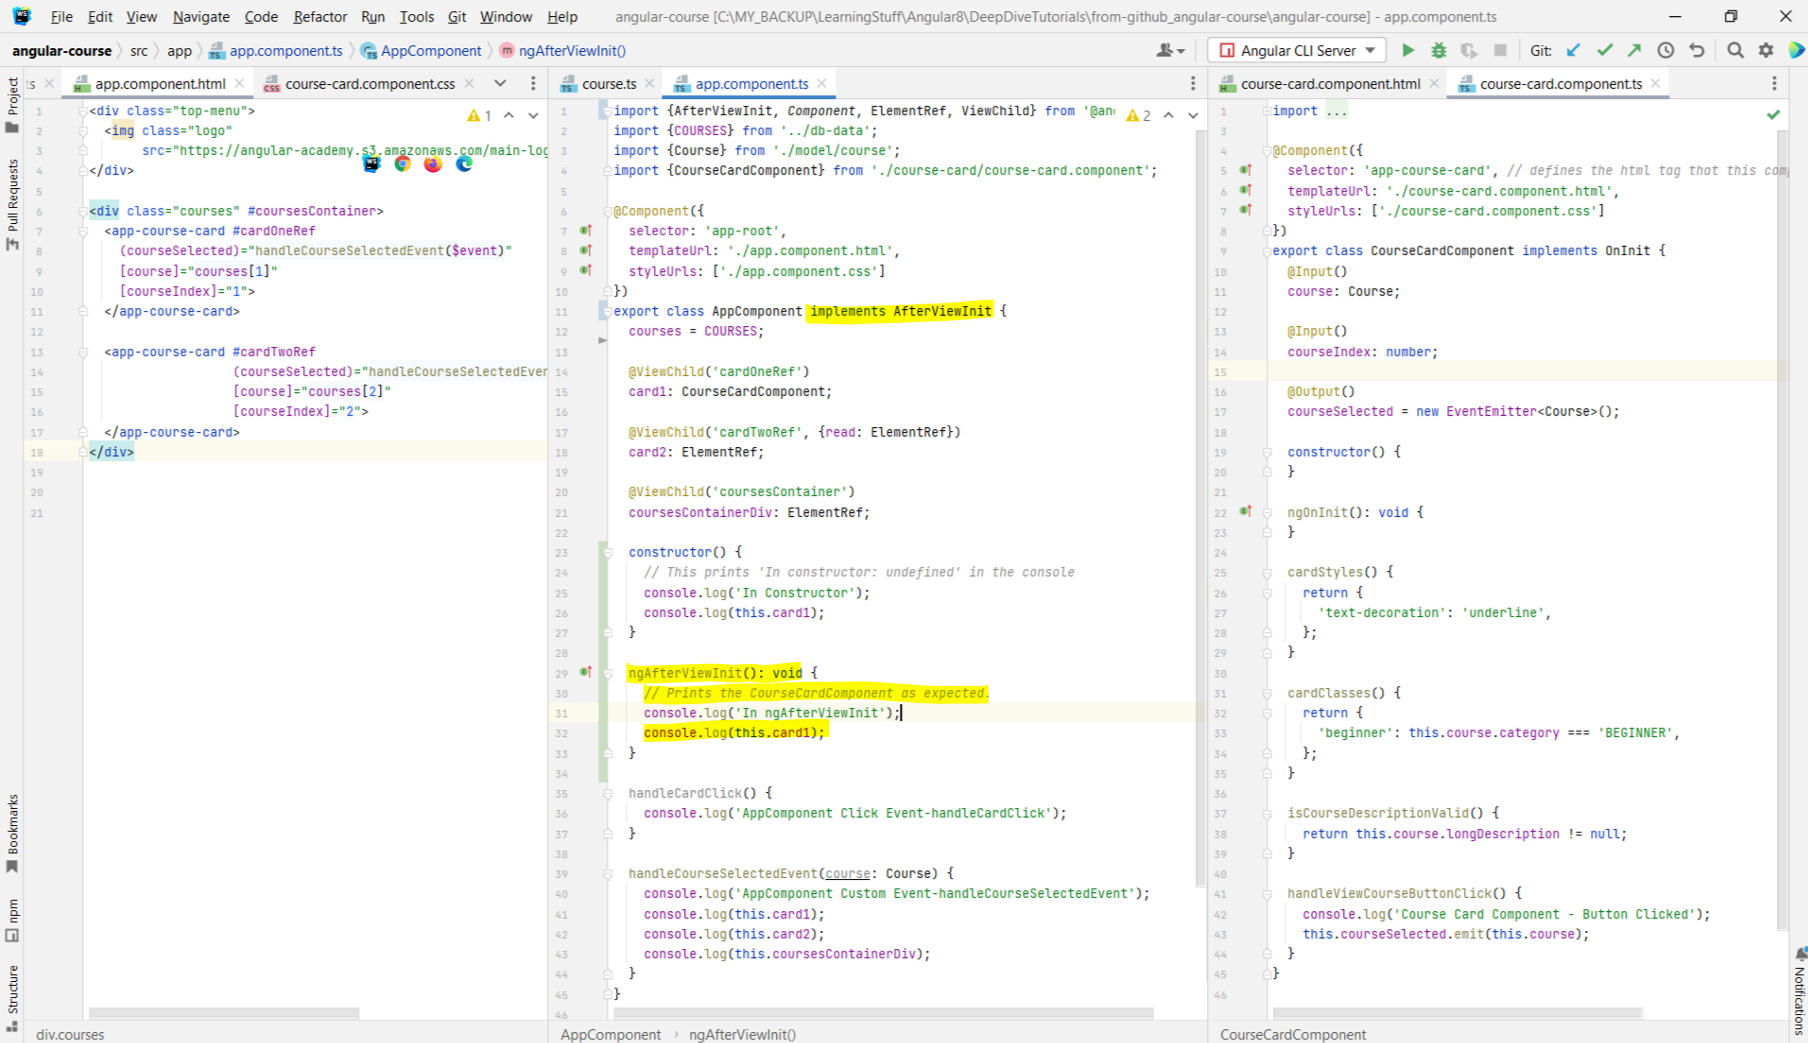 File Edit View Navigate Code Refactor Run Tools Git Window Help angular-course [C:\MY_BACKUP\LearningStuff\Angular8\DeepDiveTutorials\from-github_angular-course\angular-course] - app.component.ts
angular-course src app app.component.ts AppComponent ngAfterViewInit() Angular CLI Server Git:
Project
Pull Requests
Bookmarks
npm
Structure
ts app.component.html course-card.component.css
1
1 <div class="top-menu">
2 <img class="logo"
3 src="https://angular-academy.s3.amazonaws.com/main-log
4 </div>
5
6 <div class="courses" #coursesContainer>
7 <app-course-card #cardOneRef
8 (courseSelected)="handleCourseSelectedEvent($event)"
9 [course]="courses[1]"
10 [courseIndex]="1">
11 </app-course-card>
12
13 <app-course-card #cardTwoRef
14 (courseSelected)="handleCourseSelectedEven
15 [course]="courses[2]"
16 [courseIndex]="2">
17 </app-course-card>
18 </div>
19
20
21
div.courses
course.ts app.component.ts
2
1 import {AfterViewInit, Component, ElementRef, ViewChild} from '@an
2 import {COURSES} from '../db-data';
3 import {Course} from './model/course';
4 import {CourseCardComponent} from './course-card/course-card.component';
5
6 @Component({
7 selector: 'app-root',
8 templateUrl: './app.component.html',
9 styleUrls: ['./app.component.css']
10 })
11 export class AppComponent implements AfterViewInit {
12 courses = COURSES;
13
14 @ViewChild('cardOneRef')
15 card1: CourseCardComponent;
16
17 @ViewChild('cardTwoRef', {read: ElementRef})
18 card2: ElementRef;
19
20 @ViewChild('coursesContainer')
21 coursesContainerDiv: ElementRef;
22
23 constructor() {
24 // This prints 'In constructor: undefined' in the console
25 console.log('In Constructor');
26 console.log(this.card1);
27 }
28
29 ngAfterViewInit(): void {
30 // Prints the CourseCardComponent as expected.
31 console.log('In ngAfterViewInit');
32 console.log(this.card1);
33 }
34
35 handleCardClick() {
36 console.log('AppComponent Click Event-handleCardClick');
37 }
38
39 handleCourseSelectedEvent(course: Course) {
40 console.log('AppComponent Custom Event-handleCourseSelectedEvent');
41 console.log(this.card1);
42 console.log(this.card2);
43 console.log(this.coursesContainerDiv);
44 }
45 }
46
AppComponent ngAfterViewInit()
course-card.component.html course-card.component.ts
1 import ...
3
4 @Component({
5 selector: 'app-course-card', // defines the html tag that this com
6 templateUrl: './course-card.component.html',
7 styleUrls: ['./course-card.component.css']
8 })
9 export class CourseCardComponent implements OnInit {
10 @Input()
11 course: Course;
12
13 @Input()
14 courseIndex: number;
15
16 @Output()
17 courseSelected = new EventEmitter<Course>();
18
19 constructor() {
20 }
21
22 ngOnInit(): void {
23 }
24
25 cardStyles() {
26 return {
27 'text-decoration': 'underline',
28 };
29 }
30
31 cardClasses() {
32 return {
33 'beginner': this.course.category === 'BEGINNER',
34 };
35 }
36
37 isCourseDescriptionValid() {
38 return this.course.longDescription != null;
39 }
40
41 handleViewCourseButtonClick() {
42 console.log('Course Card Component - Button Clicked');
43 this.courseSelected.emit(this.course);
44 }
45 }
46
CourseCardComponent
Notifications